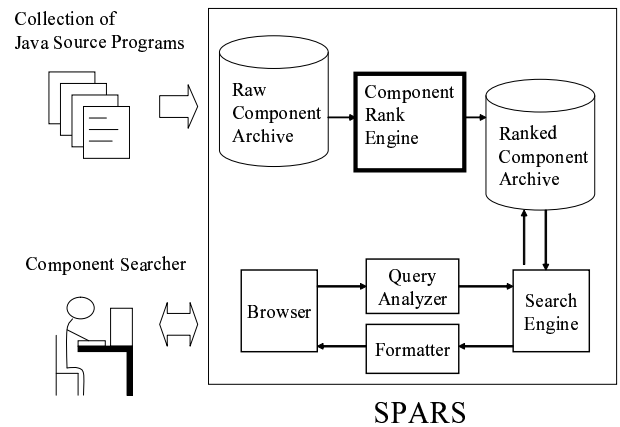 Collection of
Java Source Programs
Raw
Component
Archive
Component
Rank
Engine
Ranked
Component
Archive
Component Searcher
Browser
Query
Analyzer
Formatter
Search
Engine
SPARS